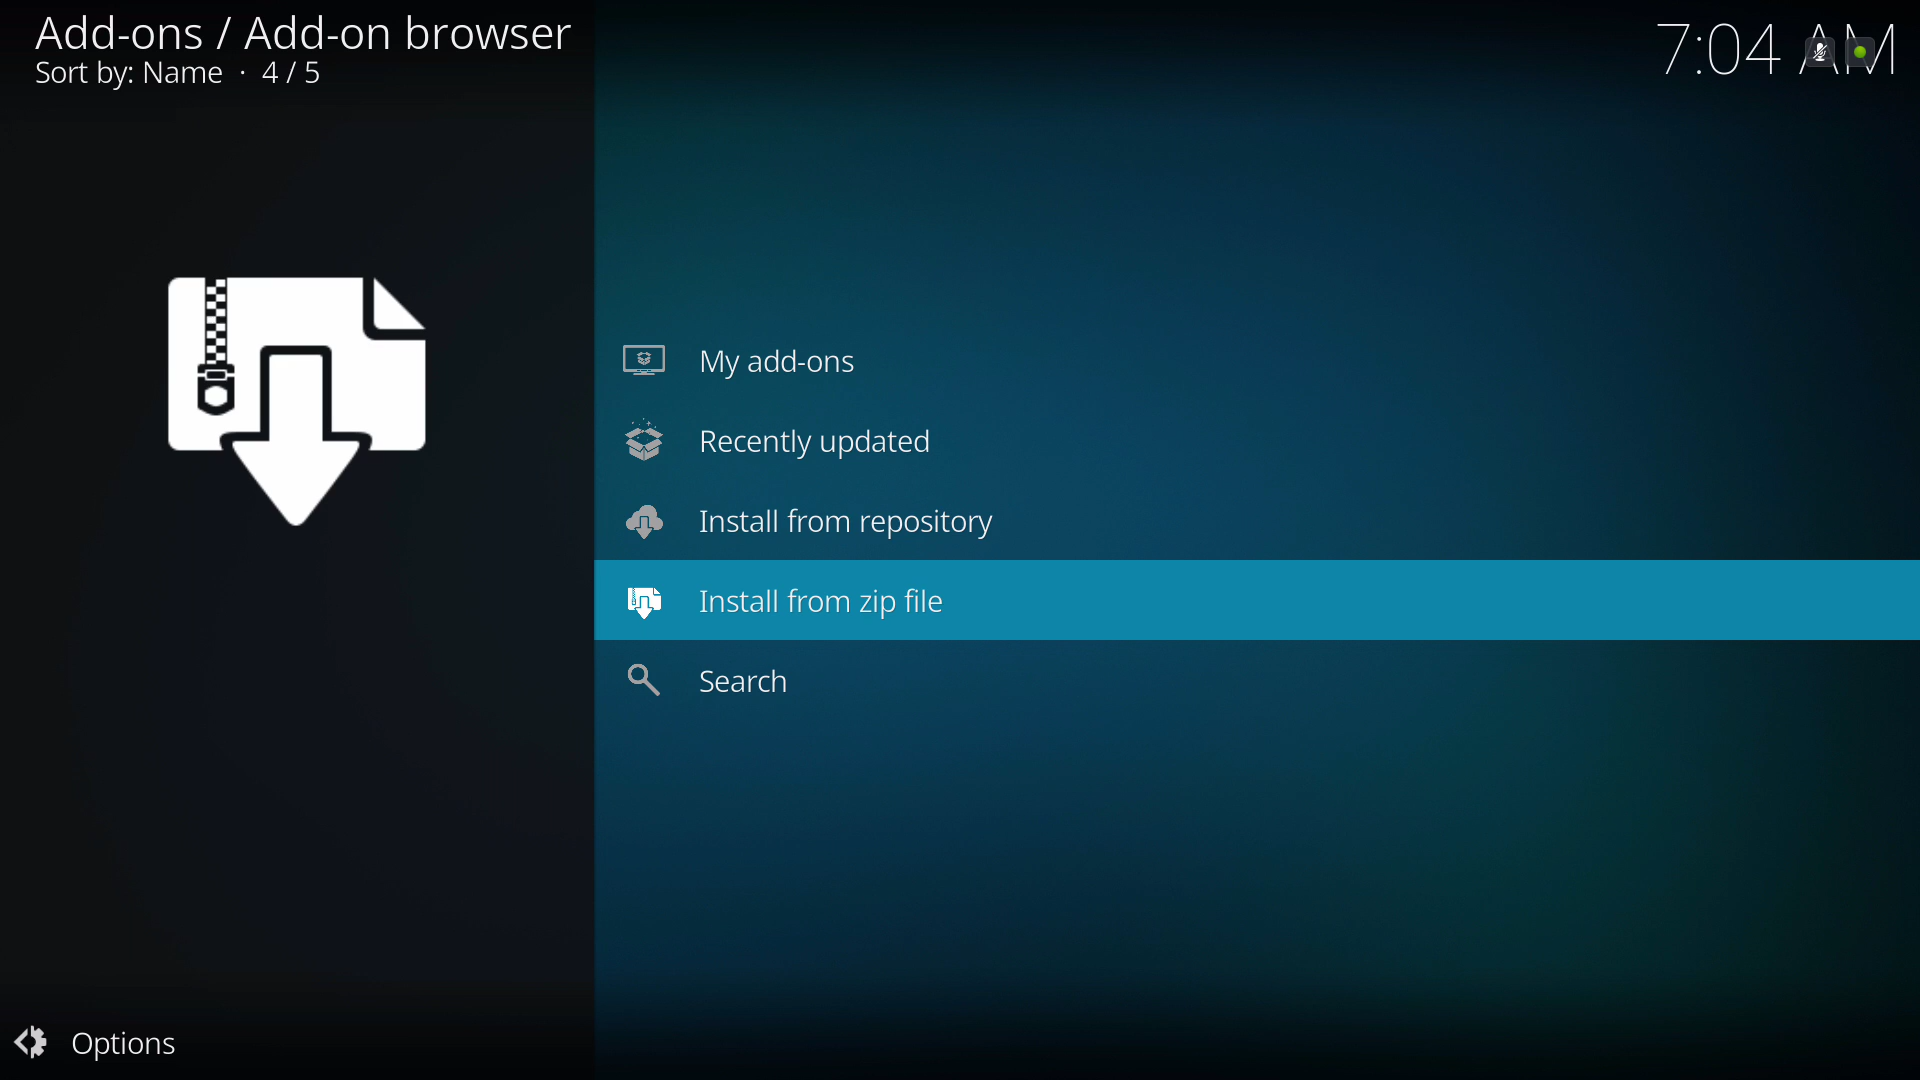 Add-ons / Add-on browser
Sort by: Name · 4 / 5
7:04 AM
My add-ons
Recently updated
Install from repository
Install from zip file
Search
Options